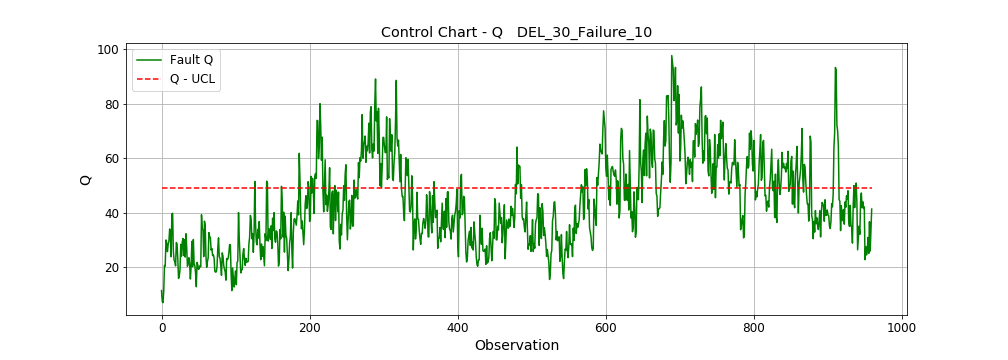 Control Chart - Q   DEL_30_Failure_10
Fault Q
Q - UCL
100
80
60
40
20
Q
0 200 400 600 800 1000
Observation